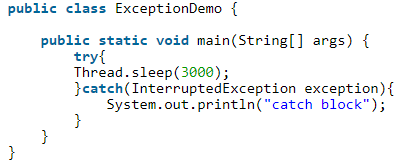 public class ExceptionDemo {
    public static void main(String[] args) {
        try{
        Thread.sleep(3000);
        }catch(InterruptedException exception){
            System.out.println("catch block");
        }
    }
}